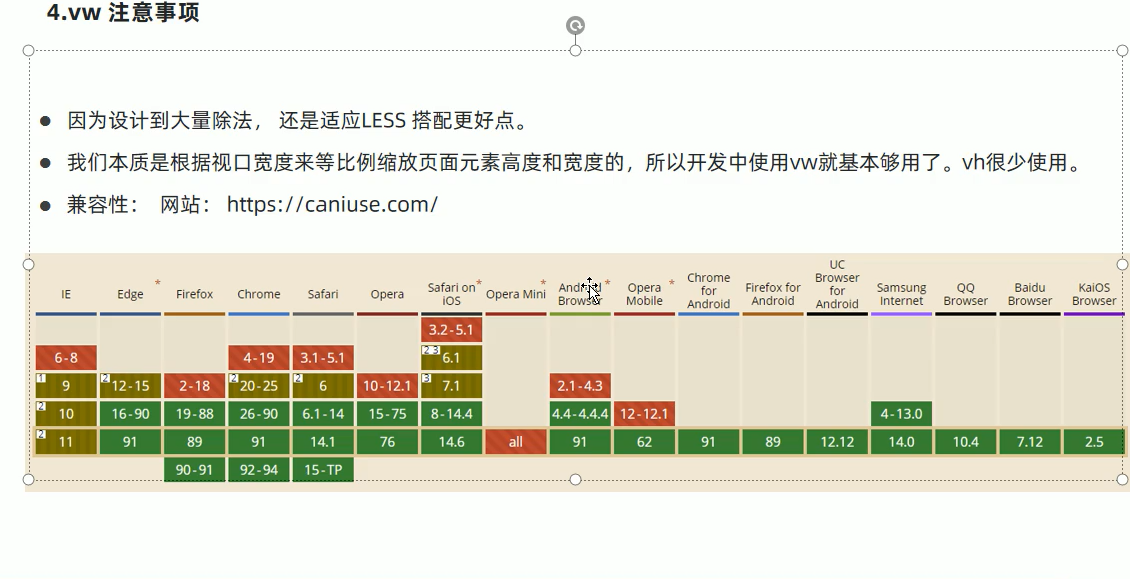 4.vw 注意事项
因为设计到大量除法， 还是适应LESS 搭配更好点。
我们本质是根据视口宽度来等比例缩放页面元素高度和宽度的，所以开发中使用vw就基本够用了。vh很少使用。
兼容性： 网站： https://caniuse.com/
IE Edge * Firefox Chrome Safari Opera Safari on iOS * Opera Mini Android Browser * Opera Mobile * Chrome for Android Firefox for Android UC Browser for Android Samsung Internet QQ Browser Baidu Browser KaiOS Browser
3.2-5.1
6-8 4-19 3.1-5.1 2 3 6.1
1 9 2 12-15 2-18 2 20-25 2 6 10-12.1 3 7.1 2.1-4.3
2 10 16-90 19-88 26-90 6.1-14 15-75 8-14.4 4.4-4.4.4 12-12.1 4-13.0
2 11 91 89 91 14.1 76 14.6 all 91 62 91 89 12.12 14.0 10.4 7.12 2.5
90-91 92-94 15-TP